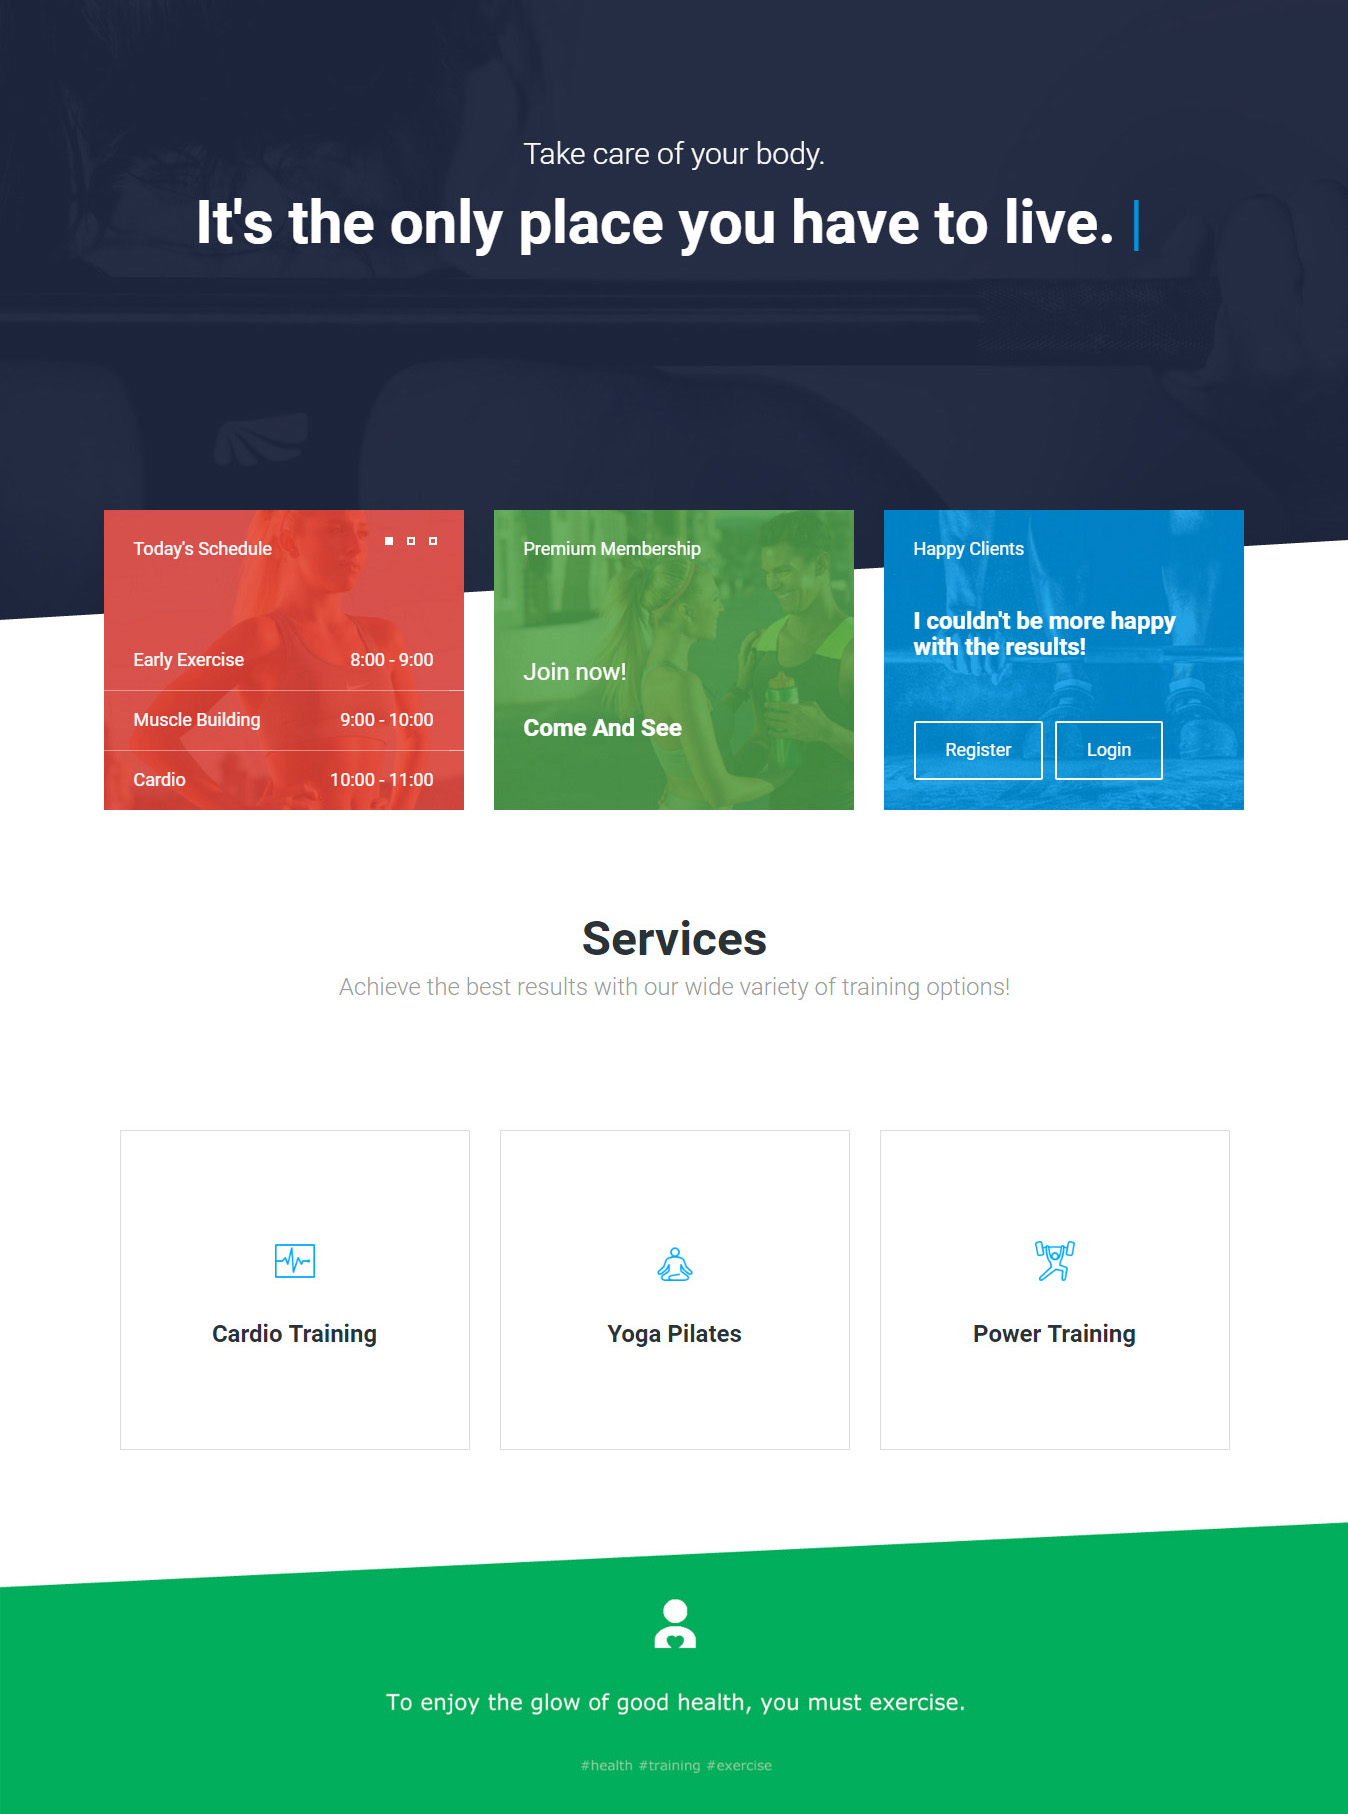 Take care of your body.
It's the only place you have to live. |
Today's Schedule
Early Exercise 8:00 - 9:00
Muscle Building 9:00 - 10:00
Cardio 10:00 - 11:00
Premium Membership
Join now!
Come And See
Happy Clients
I couldn't be more happy
with the results!
Register Login
Services
Achieve the best results with our wide variety of training options!
Cardio Training
Yoga Pilates
Power Training
To enjoy the glow of good health, you must exercise.
#health #training #exercise